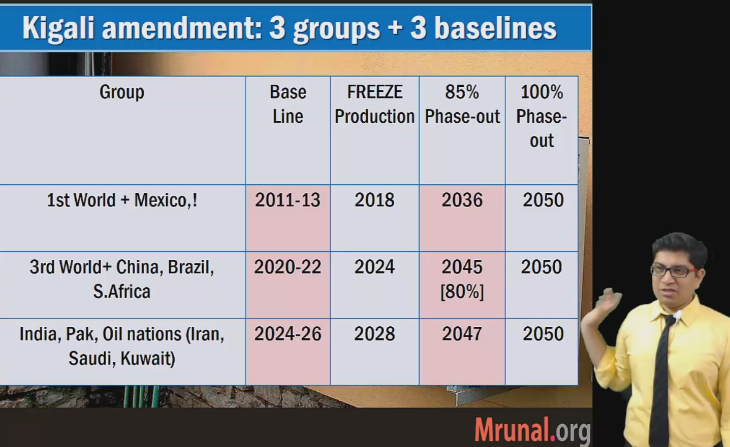 Kigali amendment: 3 groups + 3 baselines
Group
Base
Line
FREEZE
Production
85%
Phase-out
100%
Phase-
out
1st World + Mexico,!
2011-13
2018
2036
2050
3rd World+ China, Brazil,
S.Africa
2020-22
2024
2045
[80%]
2050
India, Pak, Oil nations (Iran,
Saudi, Kuwait)
2024-26
2028
2047
2050
Mrunal.org